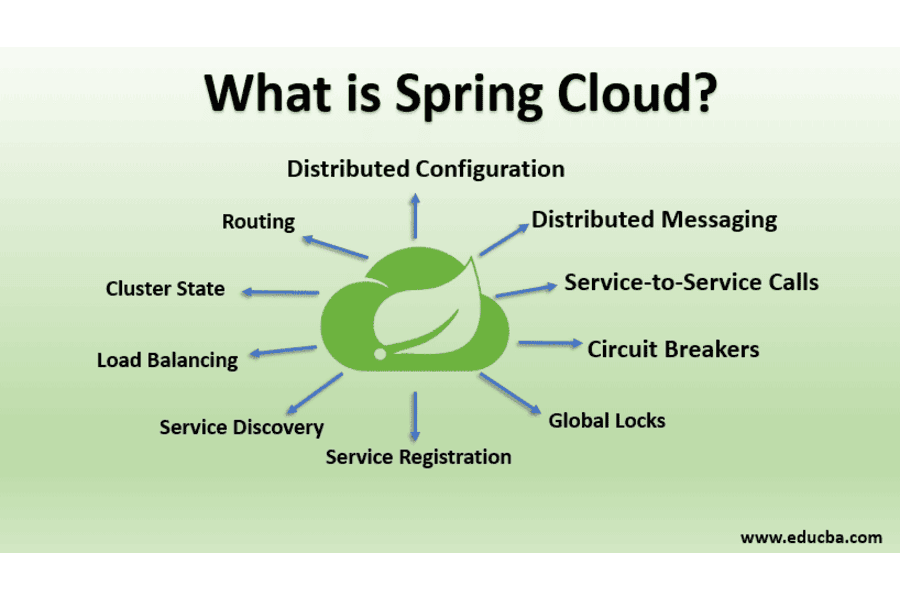 What is Spring Cloud?
Distributed Configuration
Routing
Distributed Messaging
Cluster State
Service-to-Service Calls
Load Balancing
Circuit Breakers
Service Discovery
Global Locks
Service Registration
www.educba.com